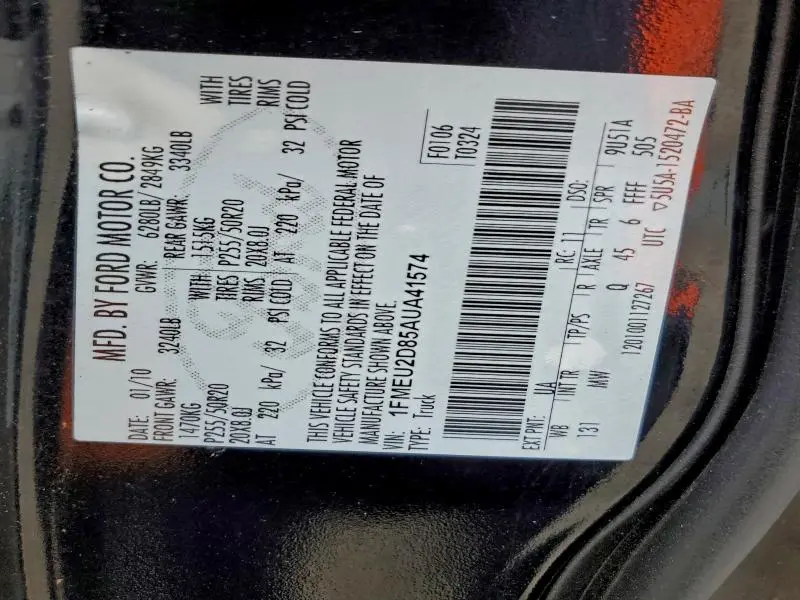 MFD. BY FORD MOTOR CO.
DATE: 01/10 GVWR: 6280LB/ 2849KG
FRONT GAWR: 3240LB REAR GAWR: 3340LB
1470KG WITH 1515KG WITH
P255/50R20 TIRES P255/50R20 TIRES
20X8.0J RIMS 20X8.0J RIMS
AT 220 kPa/ 32 PSI COLD AT 220 kPa/ 32 PSI COLD
THIS VEHICLE CONFORMS TO ALL APPLICABLE FEDERAL MOTOR
VEHICLE SAFETY STANDARDS IN EFFECT ON THE DATE OF
MANUFACTURE SHOWN ABOVE.
VIN: 1FMEU2D85AUA41574
TYPE: Truck
F0106
T0324
EXT PNT: UA RC: 11 DSO:
WB INT TR TP/PS R AXLE TR SPR 9U51A
131 MW Q 45 6 FFFF 505
1201001127267 UTC ▽5U5A-1520472-BA